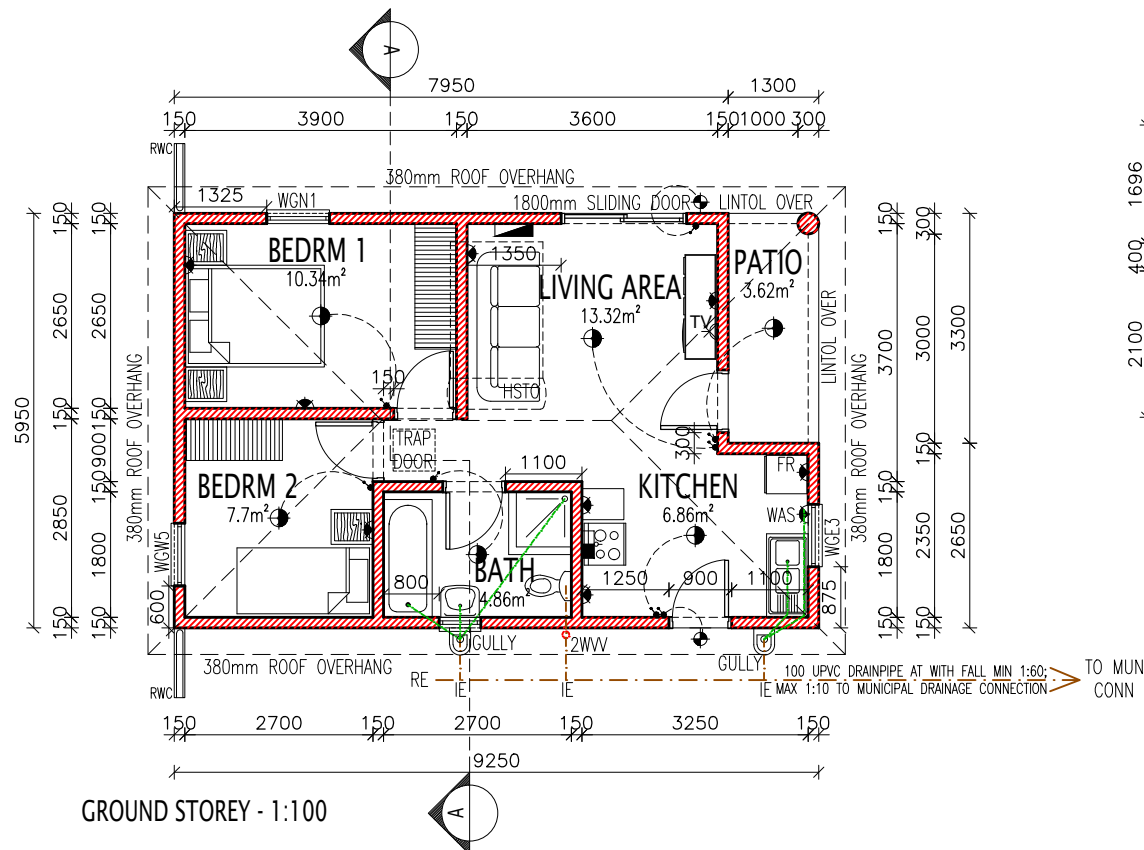 A
7950
1300
150
3900
150
3600
150
1000
300
RWC
380mm ROOF OVERHANG
1325
WGN1
1800mm SLIDING DOOR
LINTOL OVER
1696
400
2100
5950
150
2650
150
2850
150
150
2650
150
900
150
1800
150
380mm ROOF OVERHANG
BEDRM 1
10.34m²
1350
LIVING AREA
13.32m²
PATIO
3.62m²
TV
HSTO
150
LINTOL OVER
380mm ROOF OVERHANG
150
3700
150
1800
150
300
3000
150
2350
150
3300
2650
TRAP
DOOR
300
1100
BEDRM 2
7.7m²
KITCHEN
6.86m²
FR
WAS
WGW5
WGE3
600
800
BATH
4.86m²
1250
900
1100
875
GULLY
2WVV
GULLY
380mm ROOF OVERHANG
RWC
RE
IE
IE
IE
100 UPVC DRAINPIPE AT WITH FALL MIN 1:60;
MAX 1:10 TO MUNICIPAL DRAINAGE CONNECTION
TO MUN
CONN
150
2700
150
2700
150
3250
150
9250
A
GROUND STOREY - 1:100